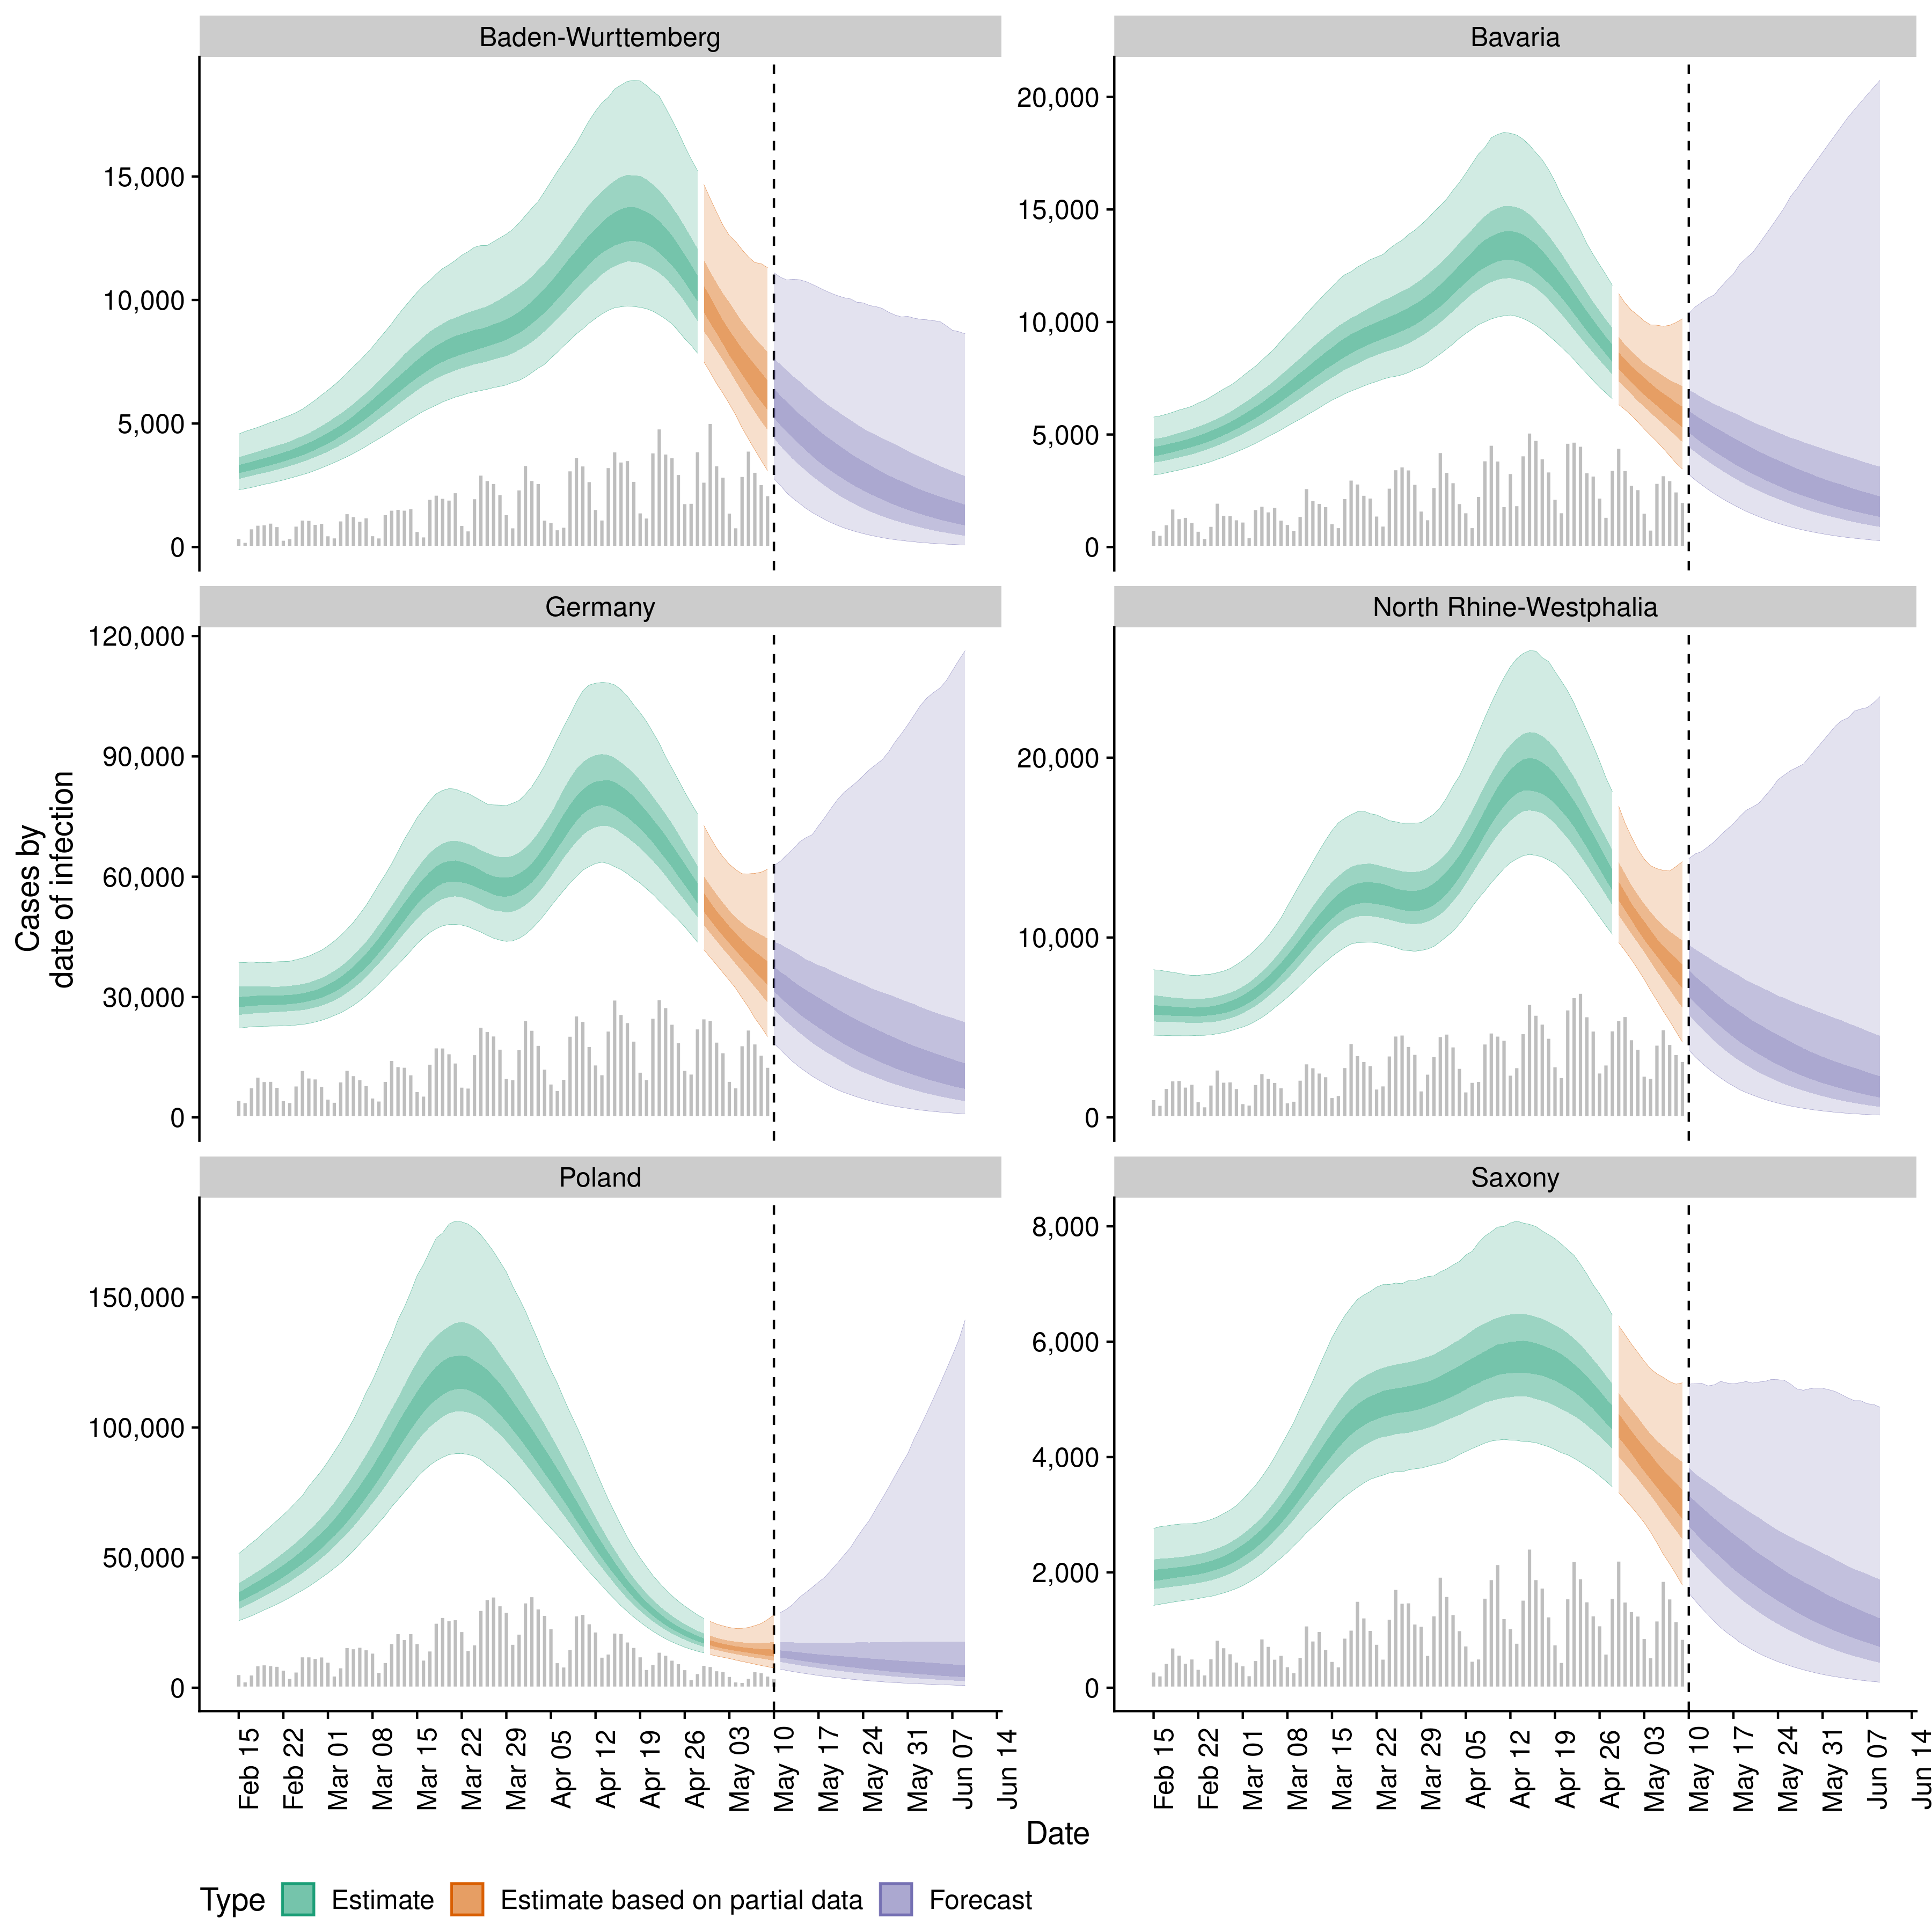 Baden-Wurttemberg
Bavaria
15,000
10,000
5,000
0
20,000
15,000
10,000
5,000
0
Germany
North Rhine-Westphalia
120,000
90,000
60,000
30,000
0
20,000
10,000
0
Poland
Saxony
150,000
100,000
50,000
0
8,000
6,000
4,000
2,000
0
Cases by
date of infection
Feb 15
Feb 22
Mar 01
Mar 08
Mar 15
Mar 22
Mar 29
Apr 05
Apr 12
Apr 19
Apr 26
May 03
May 10
May 17
May 24
May 31
Jun 07
Jun 14
Feb 15
Feb 22
Mar 01
Mar 08
Mar 15
Mar 22
Mar 29
Apr 05
Apr 12
Apr 19
Apr 26
May 03
May 10
May 17
May 24
May 31
Jun 07
Jun 14
Date
Type Estimate Estimate based on partial data Forecast